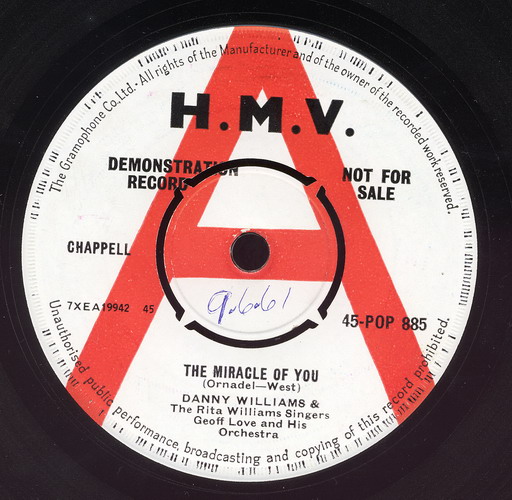 The Gramophone Co. Ltd.· All rights of the Manufacturer and of the owner of the recorded work reserved.
H.M.V.
DEMONSTRATION
RECORD
NOT FOR
SALE
CHAPPELL
7XEA19942 45
9.6.61
45-POP 885
THE MIRACLE OF YOU
(Ornadel—West)
DANNY WILLIAMS &
The Rita Williams Singers
Geoff Love and His
Orchestra
Unauthorised public performance, broadcasting and copying of this record prohibited.